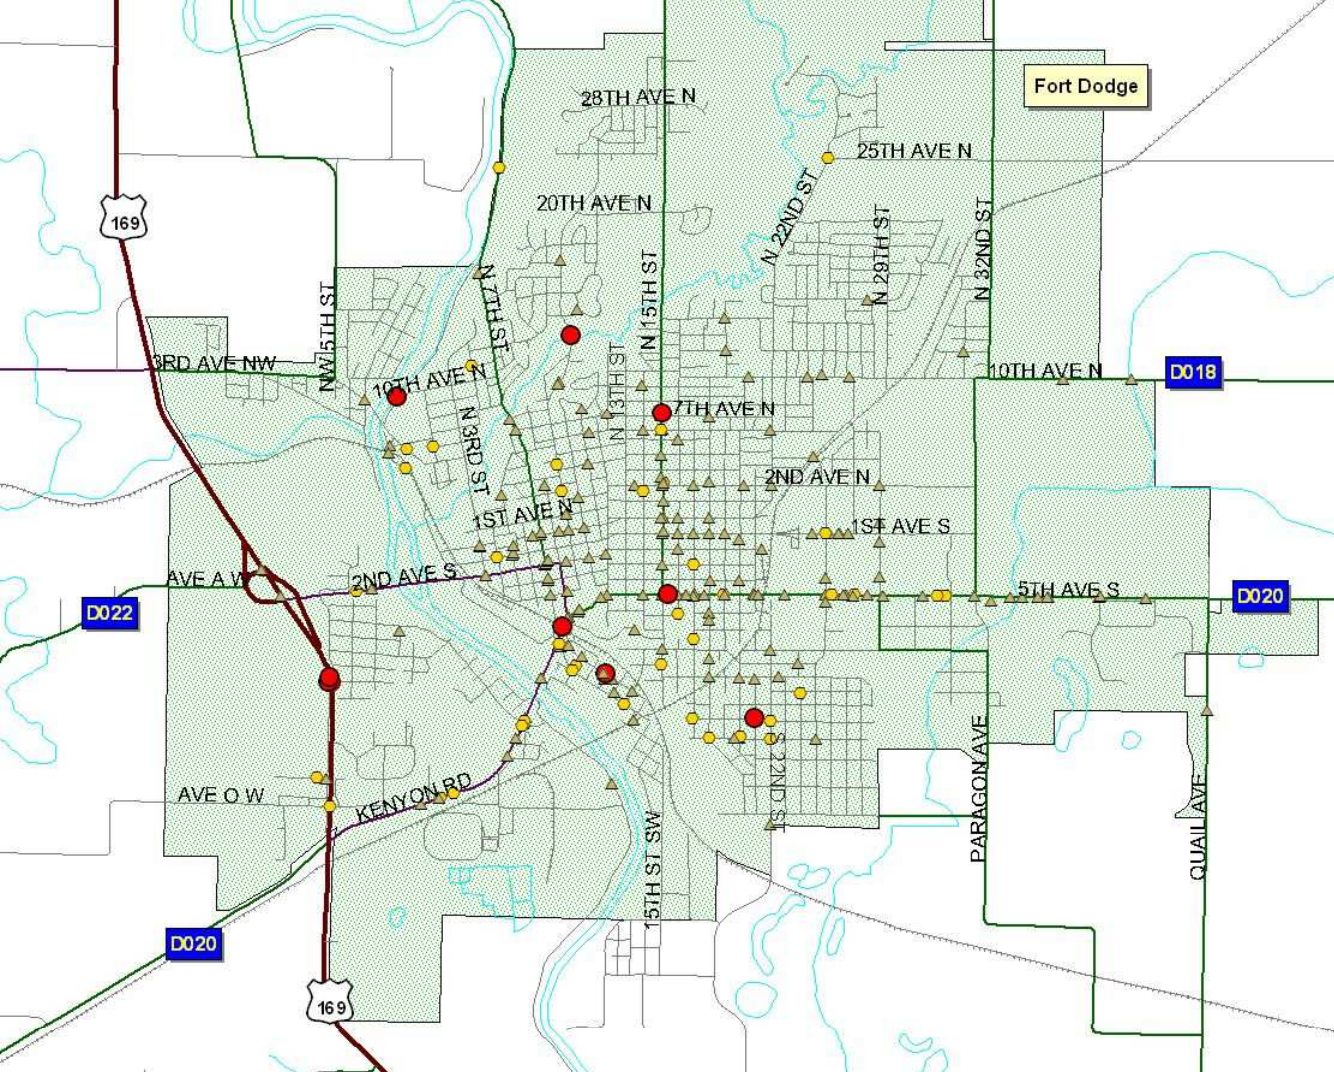 Fort Dodge
28TH AVE N
25TH AVE N
20TH AVE N
169
N 22ND ST
N 29TH ST
N 32ND ST
N 7TH ST
N 15TH ST
NW 5TH ST
3RD AVE NW
10TH AVE N
N 13TH ST
10TH AVE N
D018
7TH AVE N
N 3RD ST
2ND AVE N
1ST AVE N
1ST AVE S
AVE A W
2ND AVE S
5TH AVE S
D020
D022
AVE O W
KENYON RD
S 22ND ST
PARAGON AVE
QUAIL AVE
15TH ST SW
D020
169